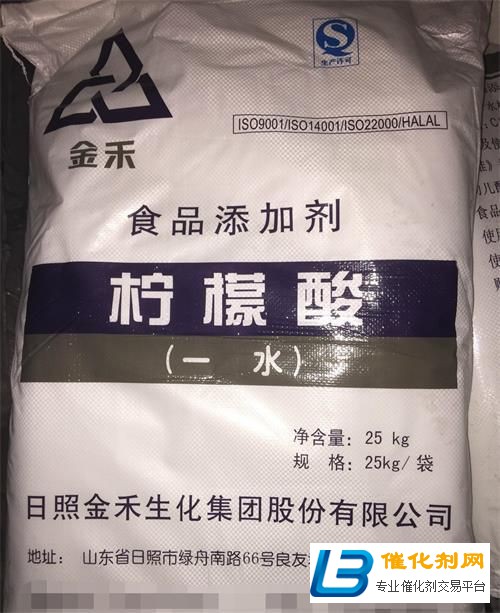 金禾
生产许可
ISO9001/ISO14001/ISO22000/HALAL
食品添加剂
柠檬酸
(一水)
净含量: 25 kg
规 格: 25kg/袋
日照金禾生化集团股份有限公司
地址: 山东省日照市绿舟南路66号良友
催化剂网
专业催化剂交易平台